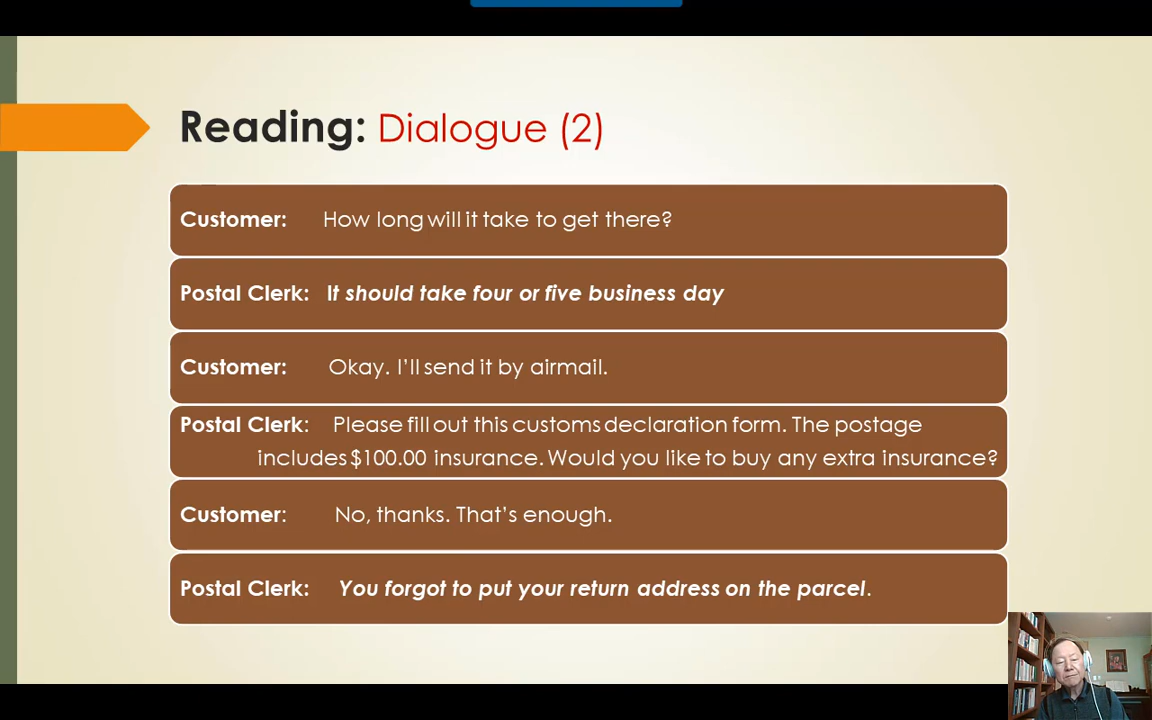 Reading: Dialogue (2)
Customer: How long will it take to get there?
Postal Clerk: It should take four or five business day
Customer: Okay. I'll send it by airmail.
Postal Clerk: Please fill out this customs declaration form. The postage
includes $100.00 insurance. Would you like to buy any extra insurance?
Customer: No, thanks. That's enough.
Postal Clerk: You forgot to put your return address on the parcel.